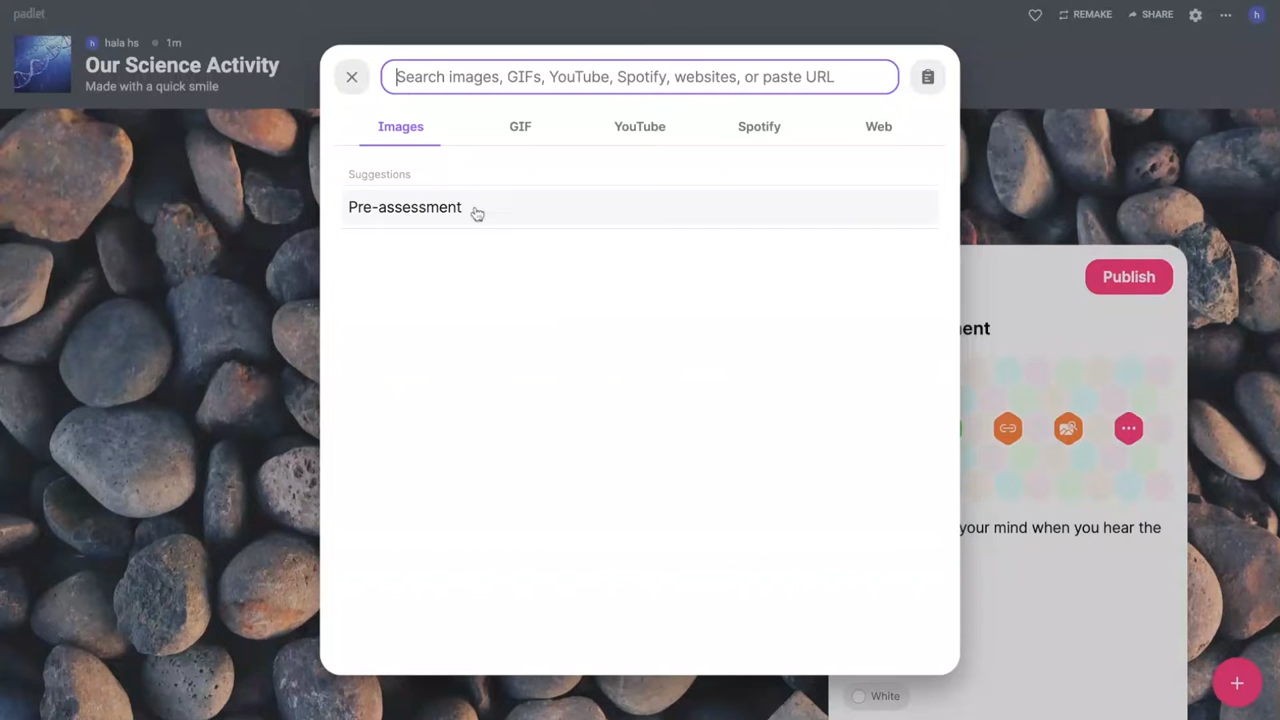 padlet
REMAKE
SHARE
h
h hala hs 1m
Our Science Activity
Made with a quick smile
Search images, GIFs, YouTube, Spotify, websites, or paste URL
Images
GIF
YouTube
Spotify
Web
Suggestions
Pre-assessment
Publish
ent
your mind when you hear the
White